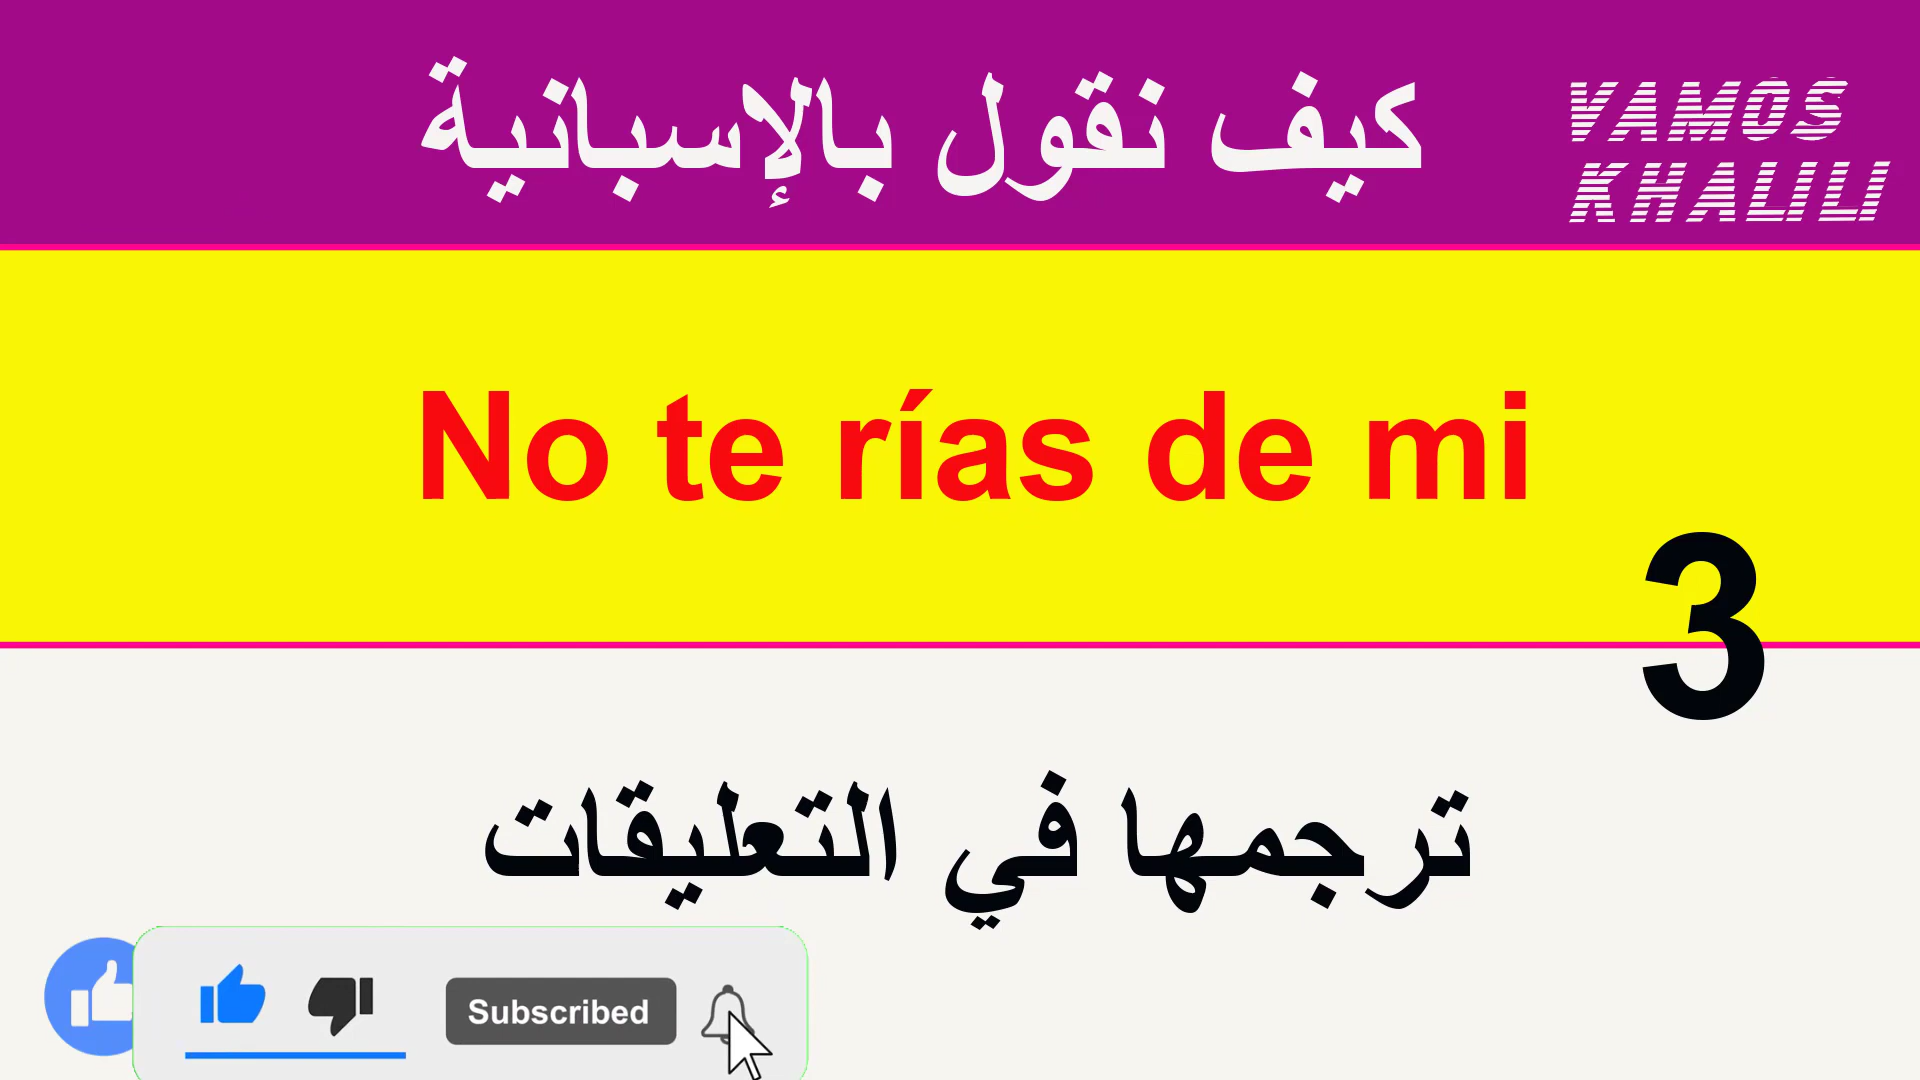 كيف نقول بالإسبانية
VAMOS
KHALILI
No te rías de mi
3
ترجمها في التعليقات
Subscribed